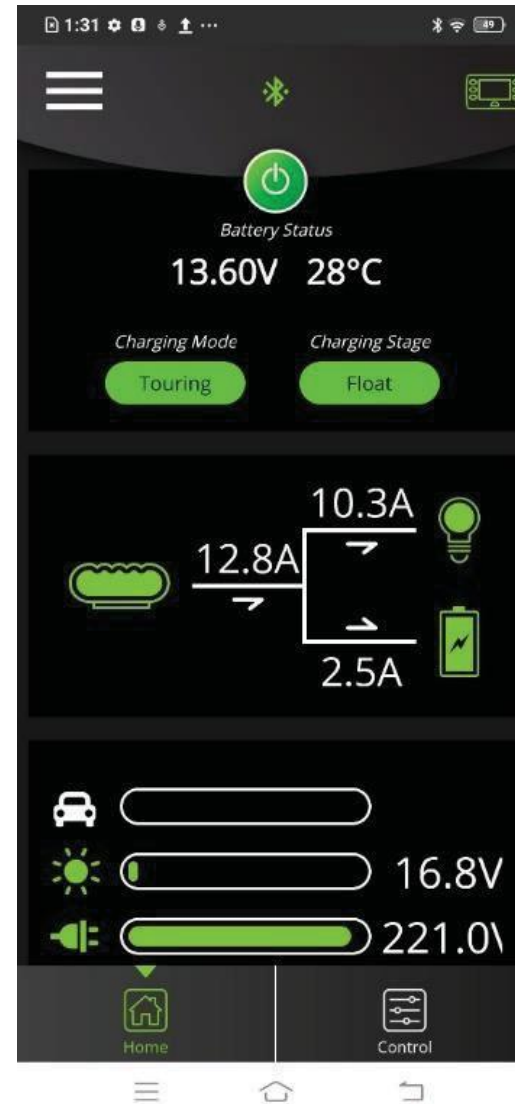 1:31 49
Battery Status
13.60V 28°C
Charging Mode Charging Stage
Touring Float
10.3A
12.8A
2.5A
16.8V
221.0\
Home Control